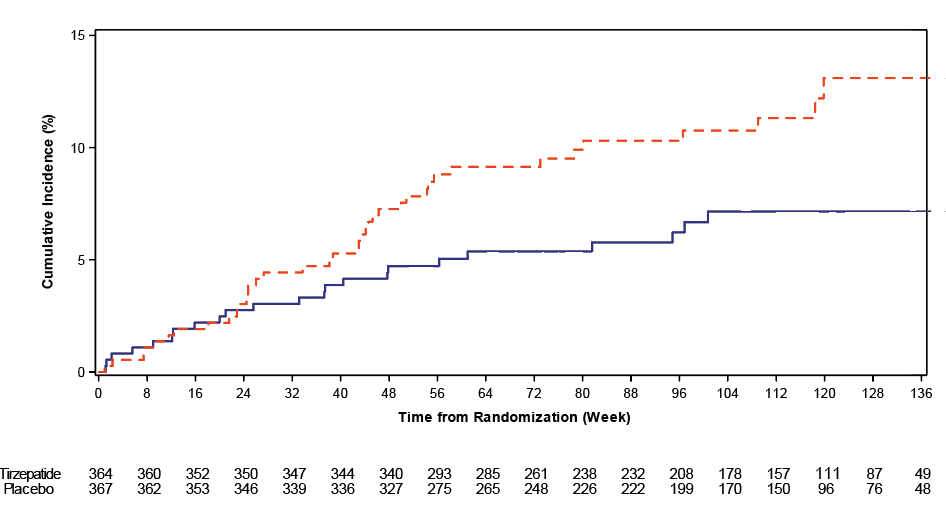 15
10
5
0
Cumulative Incidence (%)
0 8 16 24 32 40 48 56 64 72 80 88 96 104 112 120 128 136
Time from Randomization (Week)
Tirzepatide 364 360 352 350 347 344 340 293 285 261 238 232 208 178 157 111 87 49
Placebo 367 362 353 346 339 336 327 275 265 248 226 222 199 170 150 96 76 48